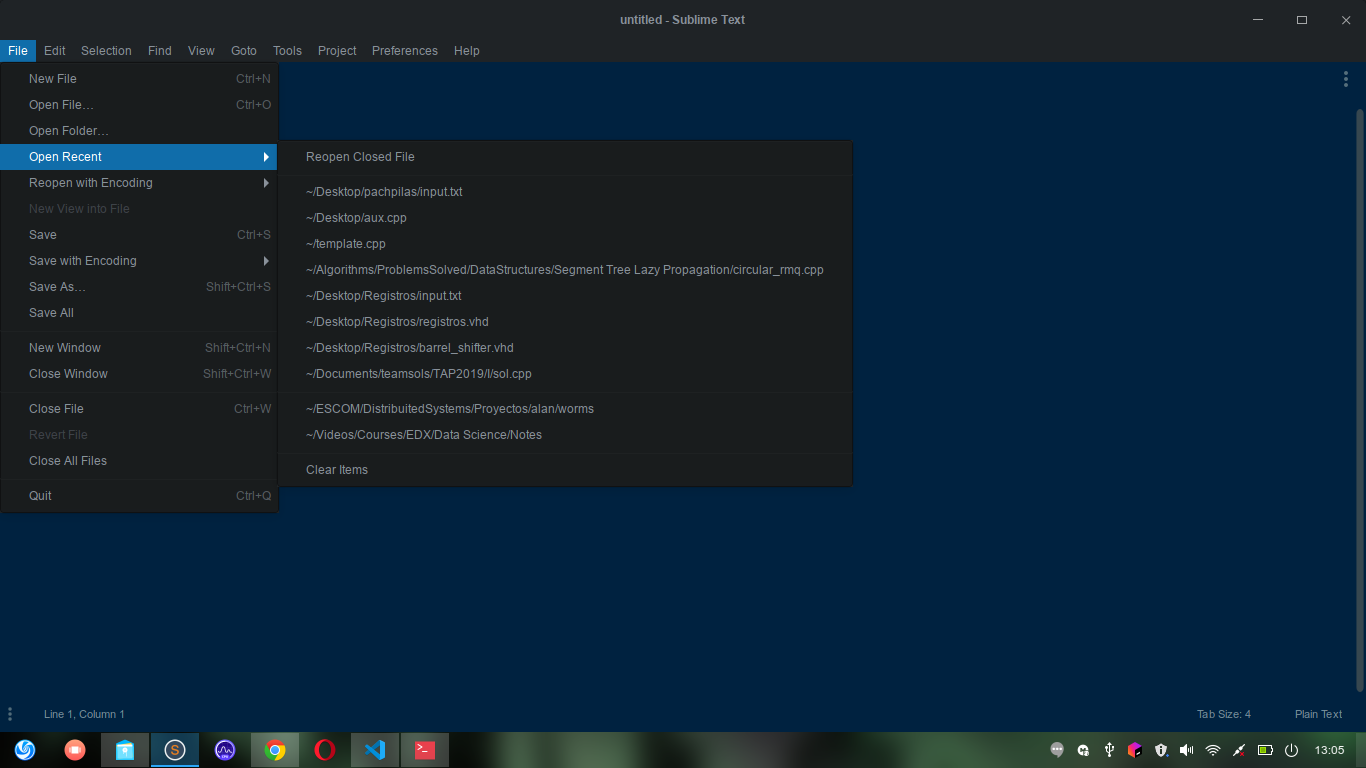 untitled - Sublime Text
File Edit Selection Find View Goto Tools Project Preferences Help
New File Ctrl+N
Open File… Ctrl+O
Open Folder…
Open Recent
Reopen with Encoding
New View into File
Save Ctrl+S
Save with Encoding
Save As… Shift+Ctrl+S
Save All
New Window Shift+Ctrl+N
Close Window Shift+Ctrl+W
Close File Ctrl+W
Revert File
Close All Files
Quit Ctrl+Q
Reopen Closed File
~/Desktop/pachpilas/input.txt
~/Desktop/aux.cpp
~/template.cpp
~/Algorithms/ProblemsSolved/DataStructures/Segment Tree Lazy Propagation/circular_rmq.cpp
~/Desktop/Registros/input.txt
~/Desktop/Registros/registros.vhd
~/Desktop/Registros/barrel_shifter.vhd
~/Documents/teamsols/TAP2019/I/sol.cpp
~/ESCOM/DistribuitedSystems/Proyectos/alan/worms
~/Videos/Courses/EDX/Data Science/Notes
Clear Items
Line 1, Column 1 Tab Size: 4 Plain Text
13:05